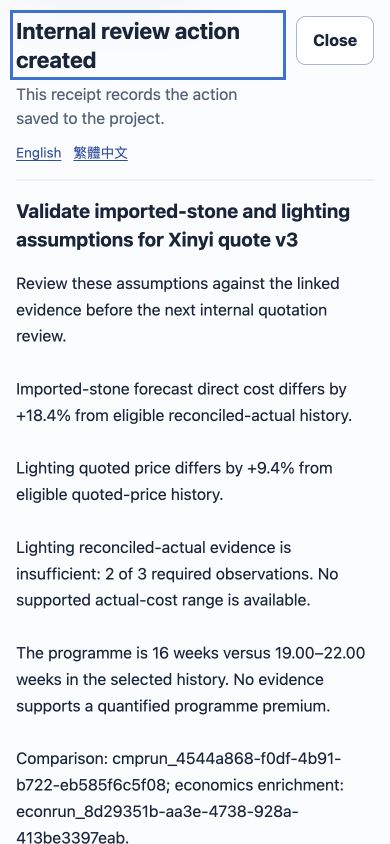 Internal review action
created
Close
This receipt records the action
saved to the project.
English 繁體中文
Validate imported-stone and lighting
assumptions for Xinyi quote v3
Review these assumptions against the linked
evidence before the next internal quotation
review.
Imported-stone forecast direct cost differs by
+18.4% from eligible reconciled-actual history.
Lighting quoted price differs by +9.4% from
eligible quoted-price history.
Lighting reconciled-actual evidence is
insufficient: 2 of 3 required observations. No
supported actual-cost range is available.
The programme is 16 weeks versus 19.00–22.00
weeks in the selected history. No evidence
supports a quantified programme premium.
Comparison: cmprun_4544a868-f0df-4b91-
b722-eb585f6c5f08; economics enrichment:
econrun_8d29351b-aa3e-4738-928a-
413be3397eab.